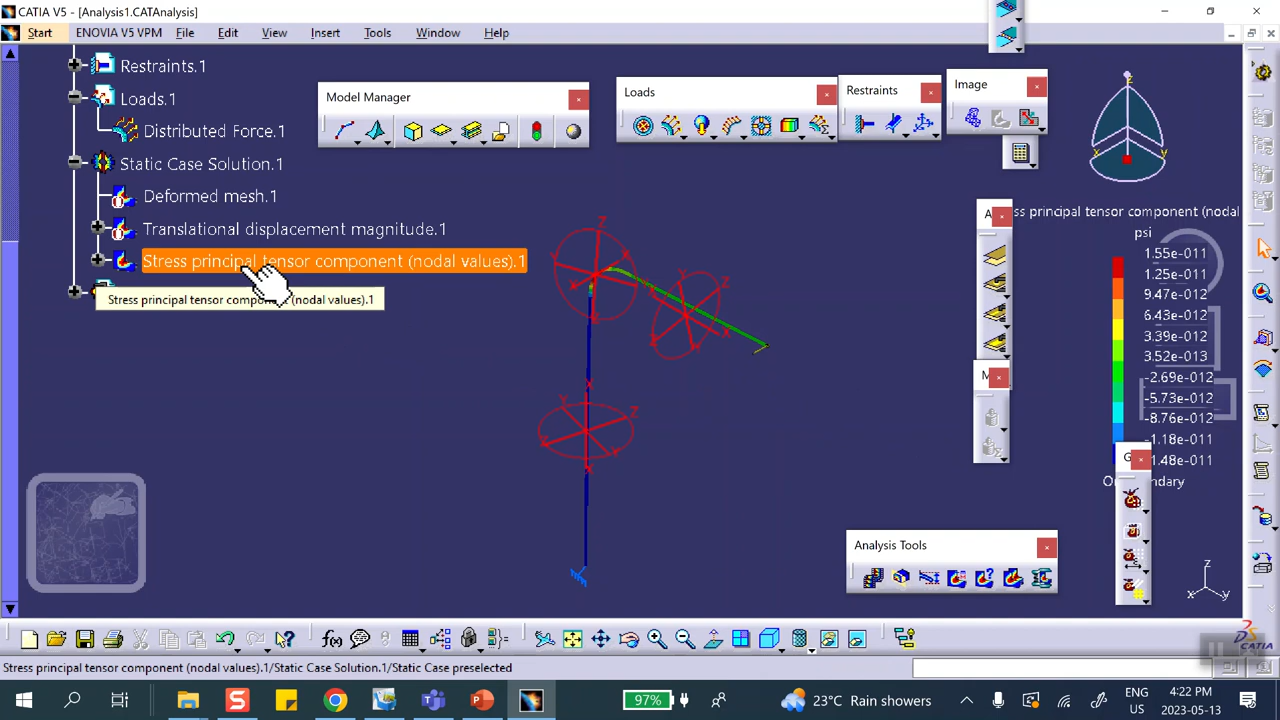 CATIA V5 - [Analysis1.CATAnalysis]
Start
ENOVIA V5 VPM
File
Edit
View
Insert
Tools
Window
Help
Restraints.1
Loads.1
Distributed Force.1
Static Case Solution.1
Deformed mesh.1
Translational displacement magnitude.1
Stress principal tensor component (nodal values).1
Stress principal tensor component (nodal values).1
Model Manager
Loads
Restraints
Image
Analysis Tools
ss principal tensor component (nodal
psi
1.55e-011
1.25e-011
9.47e-012
6.43e-012
3.39e-012
3.52e-013
-2.69e-012
-5.73e-012
-8.76e-012
-1.18e-011
1.48e-011
Stress principal tensor component (nodal values).1/Static Case Solution.1/Static Case preselected
97%
23°C Rain showers
ENG
US
4:22 PM
2023-05-13